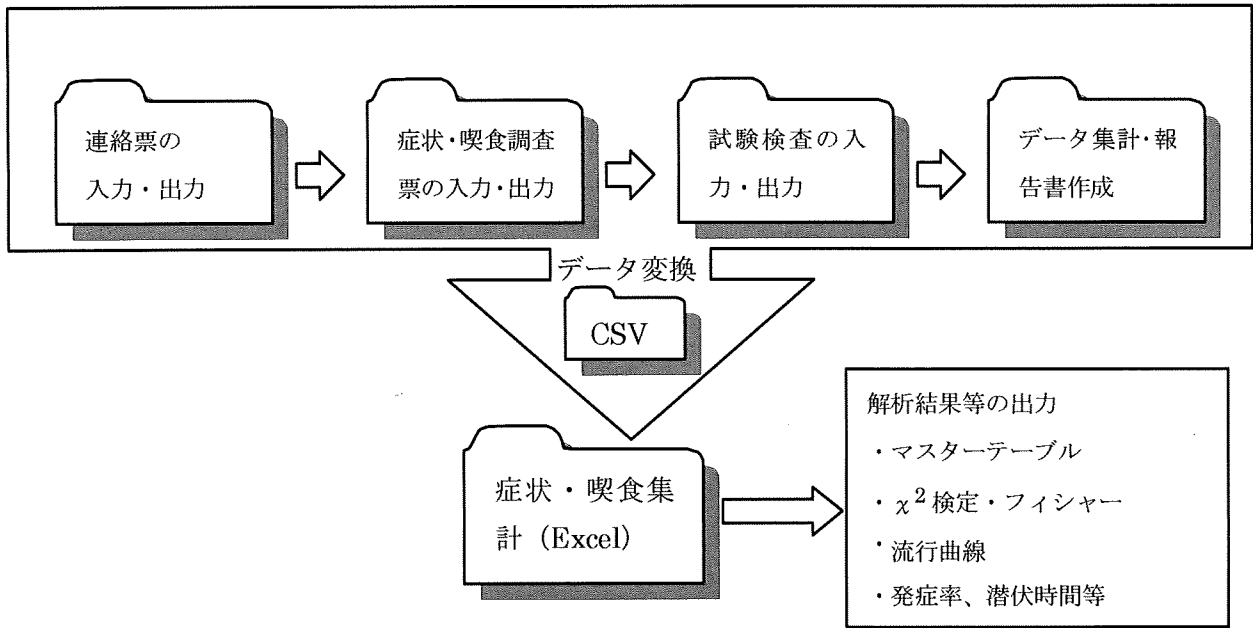 連絡票の
入力・出力
症状・喫食調査
票の入力・出力
試験検査の入
力・出力
データ集計・報
告書作成
データ変換
CSV
症状・喫食集
計（Excel）
解析結果等の出力
・マスターテーブル
・χ²検定・フィシャー
・流行曲線
・発症率、潜伏時間等